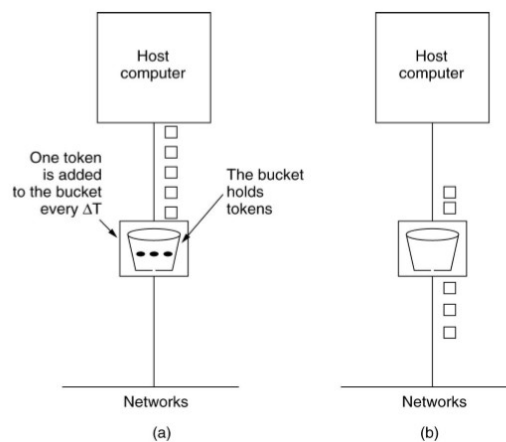 Host
computer
Host
computer
One token
is added
to the bucket
every ΔT
The bucket
holds
tokens
Networks
Networks
(a)
(b)